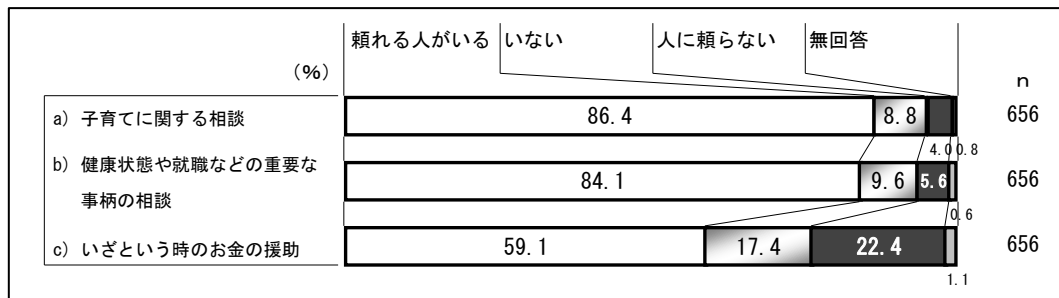 頼れる人がいる いない 人に頼らない 無回答
(%) n
a) 子育てに関する相談 86.4 8.8 656
4.0 0.8
b) 健康状態や就職などの重要な
事柄の相談 84.1 9.6 5.6 656
0.6
c) いざという時のお金の援助 59.1 17.4 22.4 656
1.1